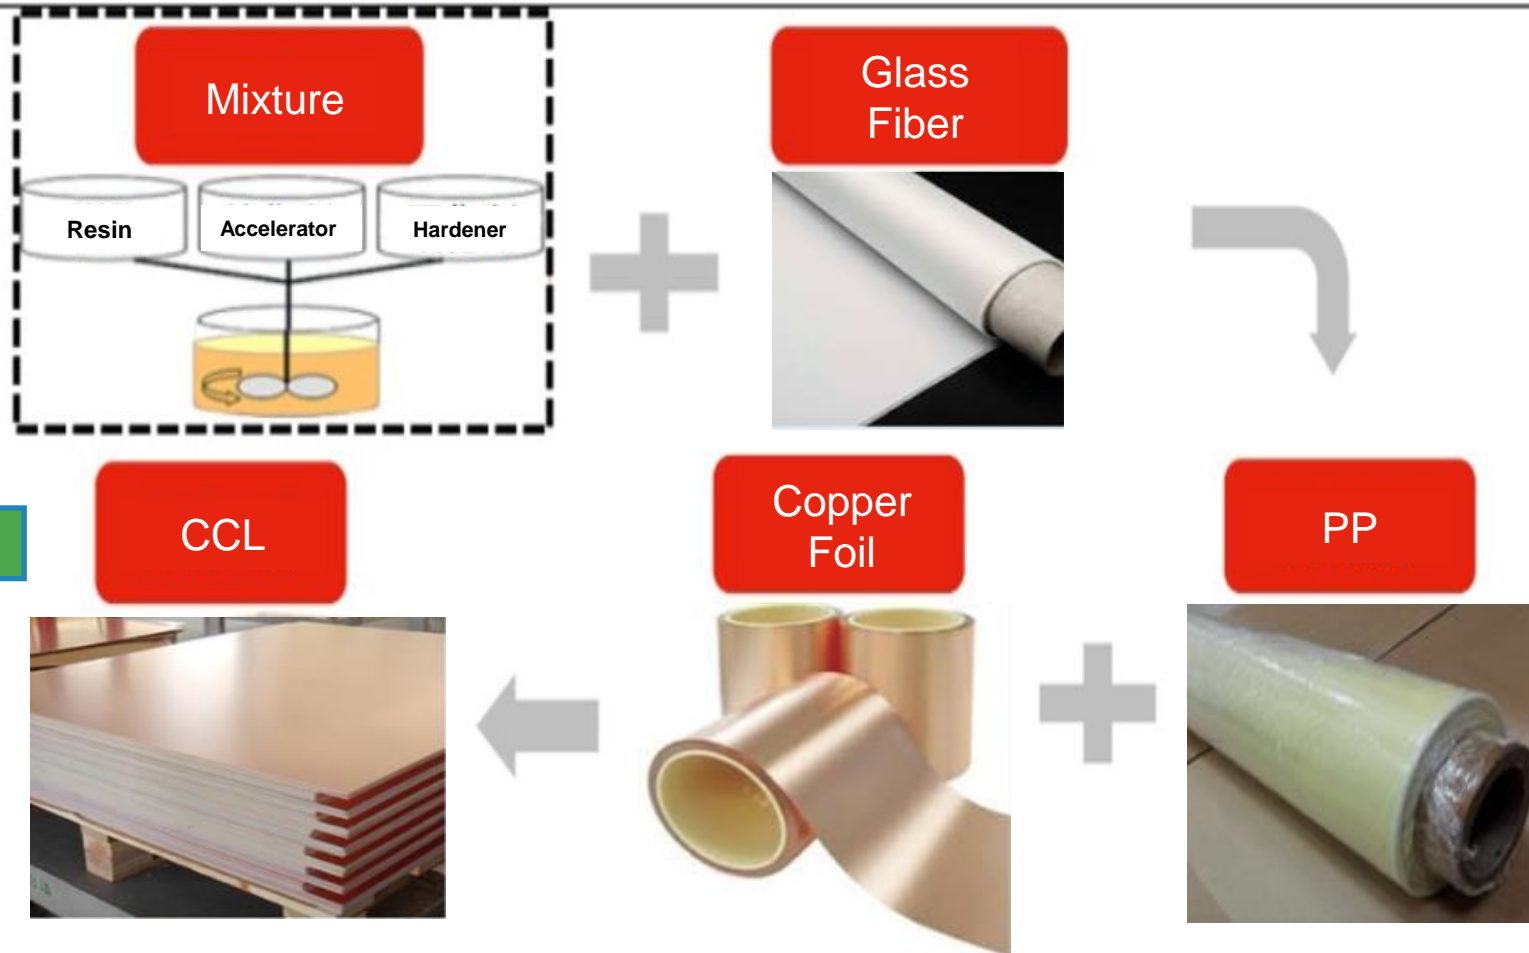 Mixture
Glass
Fiber
Resin
Accelerator
Hardener
CCL
Copper
Foil
PP